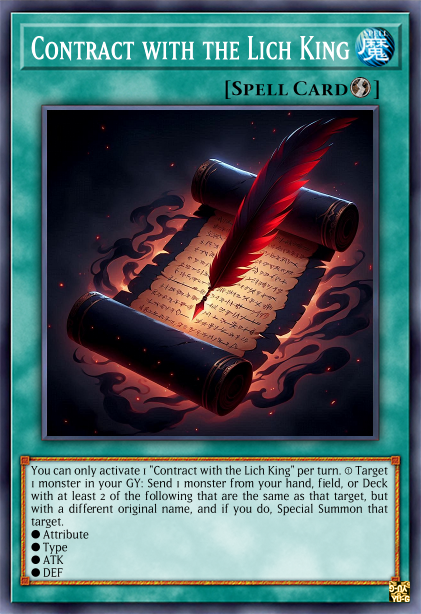 CONTRACT WITH THE LICH KING
SPELL
魔
[SPELL CARD]
You can only activate 1 "Contract with the Lich King" per turn. ① Target
1 monster in your GY: Send 1 monster from your hand, field, or Deck
with at least 2 of the following that are the same as that target, but
with a different original name, and if you do, Special Summon that
target.
● Attribute
● Type
● ATK
● DEF